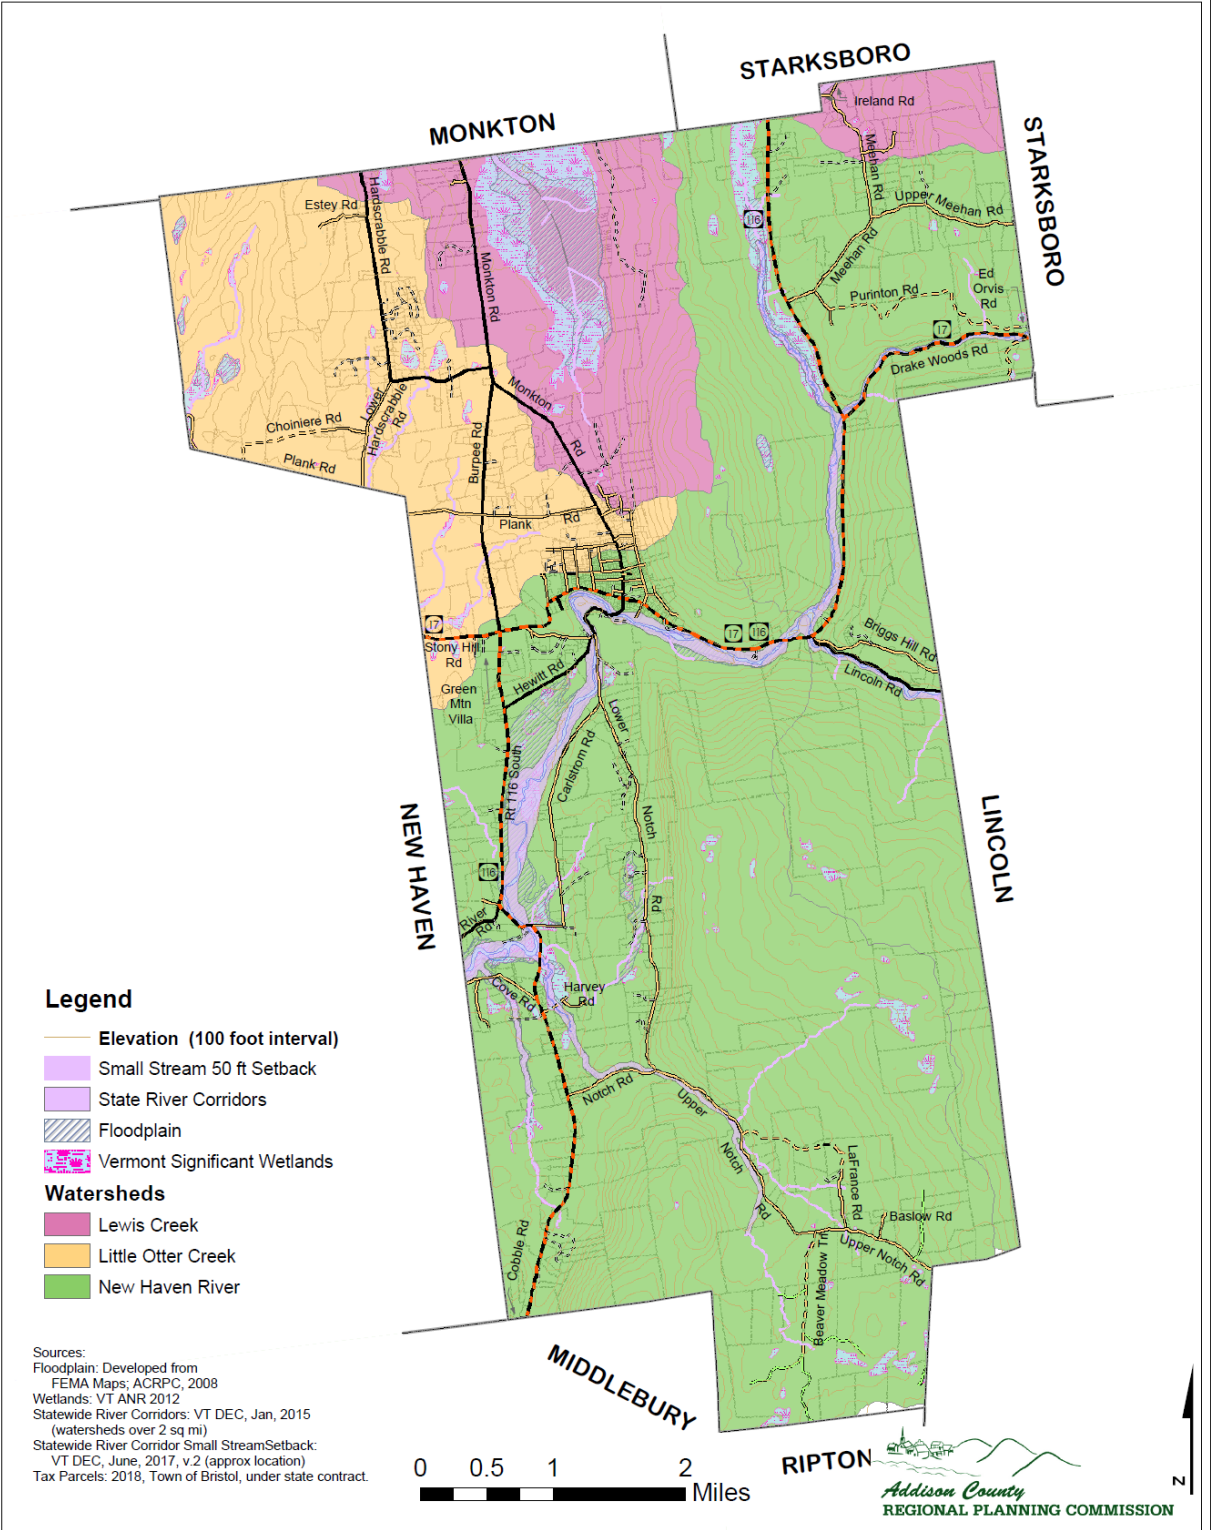 STARKSBORO
MONKTON
STARKSBORO
Ireland Rd
Meehan Rd
Upper Meehan Rd
Estey Rd
Hardscrabble Rd
116
Meehan Rd
Monkton Rd
Ed
Orvis
Rd
Purinton Rd
17
Drake Woods Rd
Monkton
Rd
Lower
Hardscrabble
Rd
Choiniere Rd
Burpee Rd
Plank Rd
Plank
Rd
17
Stony Hill
Rd
17
116
Briggs Hill Rd
Lincoln Rd
Hewitt Rd
Green
Mtn
Villa
Lower
Notch
Rd
Carlstrom Rd
Rt 116 South
NEW HAVEN
LINCOLN
116
River
Rd
Cove Rd
Harvey
Rd
Notch Rd
Upper
Notch
Rd
LaFrance Rd
Baslow Rd
Upper Notch Rd
Beaver Meadow Trl
Cobble Rd
Legend
Elevation (100 foot interval)
Small Stream 50 ft Setback
State River Corridors
Floodplain
Vermont Significant Wetlands
Watersheds
Lewis Creek
Little Otter Creek
New Haven River
Sources:
Floodplain: Developed from
FEMA Maps; ACRPC, 2008
Wetlands: VT ANR 2012
Statewide River Corridors: VT DEC, Jan, 2015
(watersheds over 2 sq mi)
Statewide River Corridor Small StreamSetback:
VT DEC, June, 2017, v.2 (approx location)
Tax Parcels: 2018, Town of Bristol, under state contract.
MIDDLEBURY
RIPTON
0 0.5 1 2
Miles
N
Addison County
REGIONAL PLANNING COMMISSION